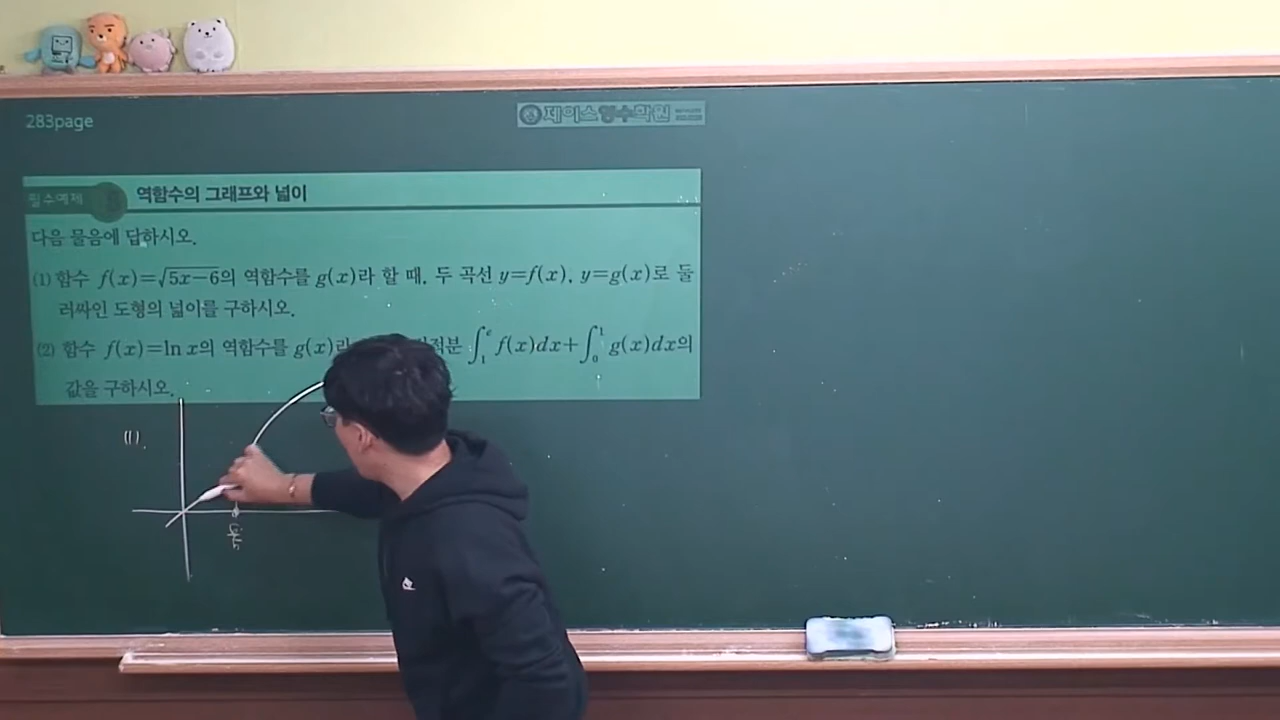 283page
제이스영수학원
필수예제
역함수의 그래프와 넓이
다음 물음에 답하시오.
(1) 함수 f(x)=√5x−6의 역함수를 g(x)라 할 때, 두 곡선 y=f(x), y=g(x)로 둘
러싸인 도형의 넓이를 구하시오.
(2) 함수 f(x)=ln x의 역함수를 g(x)라 적분 ∫₁ᵉ f(x)dx+∫₀¹ g(x)dx의
값을 구하시오.
(1).